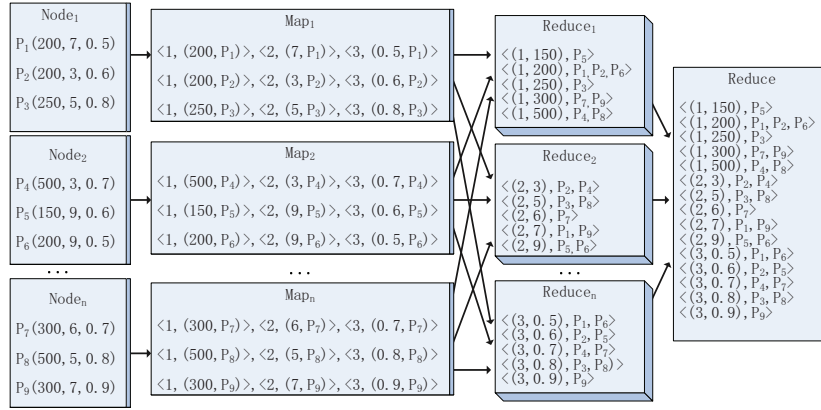 Node₁
P₁(200, 7, 0.5)
P₂(200, 3, 0.6)
P₃(250, 5, 0.8)
Node₂
P₄(500, 3, 0.7)
P₅(150, 9, 0.6)
P₆(200, 9, 0.5)
...
Nodeₙ
P₇(300, 6, 0.7)
P₈(500, 5, 0.8)
P₉(300, 7, 0.9)
Map₁
<1, (200, P₁)>, <2, (7, P₁)>, <3, (0.5, P₁)>
<1, (200, P₂)>, <2, (3, P₂)>, <3, (0.6, P₂)>
<1, (250, P₃)>, <2, (5, P₃)>, <3, (0.8, P₃)>
Map₂
<1, (500, P₄)>, <2, (3, P₄)>, <3, (0.7, P₄)>
<1, (150, P₅)>, <2, (9, P₅)>, <3, (0.6, P₅)>
<1, (200, P₆)>, <2, (9, P₆)>, <3, (0.5, P₆)>
...
Mapₙ
<1, (300, P₇)>, <2, (6, P₇)>, <3, (0.7, P₇)>
<1, (500, P₈)>, <2, (5, P₈)>, <3, (0.8, P₈)>
<1, (300, P₉)>, <2, (7, P₉)>, <3, (0.9, P₉)>
Reduce₁
<(1, 150), P₅>
<(1, 200), P₁, P₂, P₆>
<(1, 250), P₃>
<(1, 300), P₇, P₉>
<(1, 500), P₄, P₈>
Reduce₂
<(2, 3), P₂, P₄>
<(2, 5), P₃, P₈>
<(2, 6), P₇>
<(2, 7), P₁, P₉>
<(2, 9), P₅, P₆>
...
Reduceₙ
<(3, 0.5), P₁, P₆>
<(3, 0.6), P₂, P₅>
<(3, 0.7), P₄, P₇>
<(3, 0.8), P₃, P₈)>
<(3, 0.9), P₉>
Reduce
<(1, 150), P₅>
<(1, 200), P₁, P₂, P₆>
<(1, 250), P₃>
<(1, 300), P₇, P₉>
<(1, 500), P₄, P₈>
<(2, 3), P₂, P₄>
<(2, 5), P₃, P₈>
<(2, 6), P₇>
<(2, 7), P₁, P₉>
<(2, 9), P₅, P₆>
<(3, 0.5), P₁, P₆>
<(3, 0.6), P₂, P₅>
<(3, 0.7), P₄, P₇>
<(3, 0.8), P₃, P₈>
<(3, 0.9), P₉>